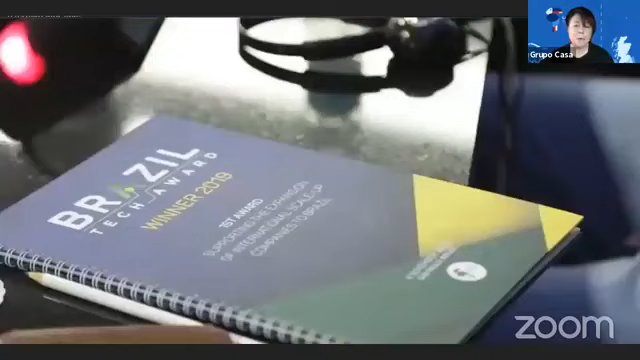 Grupo Casa
BRAZIL
TECH AWARD
WINNER 2019
1ST AWARD
SUPPORTING THE EXPANSION
OF INTERNATIONAL SCALE UP
COMPANIES TO BRAZIL
zoom